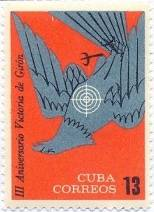 III Aniversario Victoria de Girón
CUBA
CORREOS 13